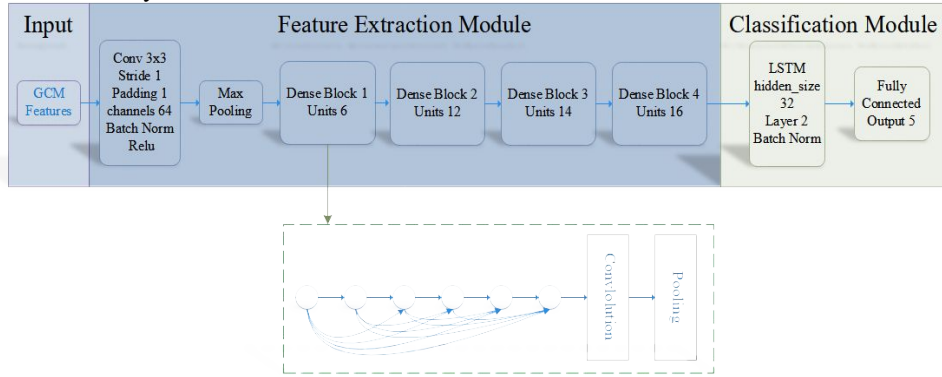 Input
Feature Extraction Module
Classification Module
GCM
Features
Conv 3x3
Stride 1
Padding 1
channels 64
Batch Norm
Relu
Max
Pooling
Dense Block 1
Units 6
Dense Block 2
Units 12
Dense Block 3
Units 14
Dense Block 4
Units 16
LSTM
hidden_size
32
Layer 2
Batch Norm
Fully
Connected
Output 5
Convlolution
Pooling